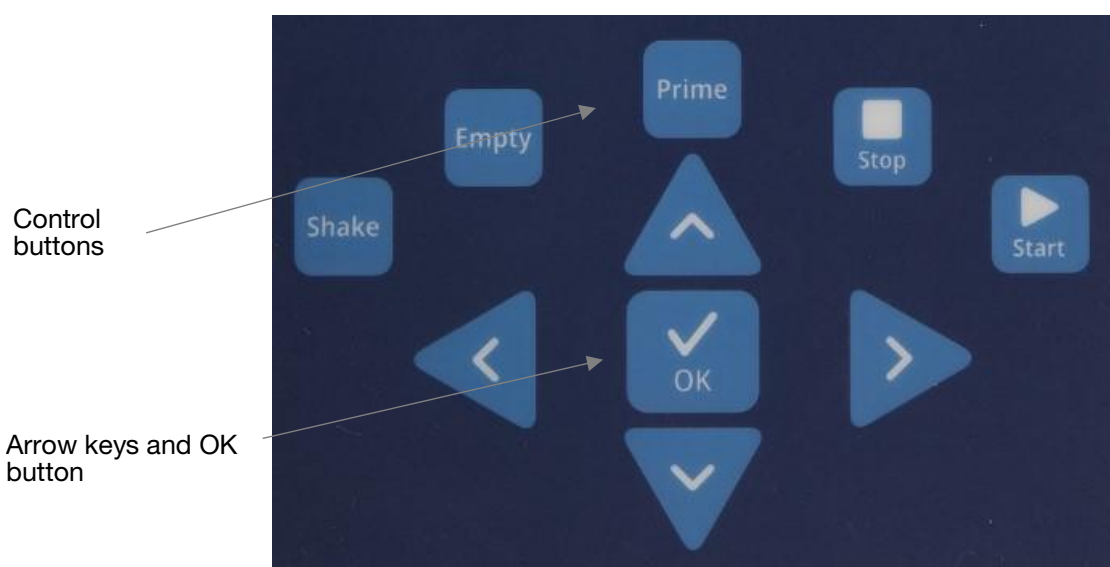 Prime
Empty
Stop
Shake
Start
Control
buttons
OK
Arrow keys and OK
button